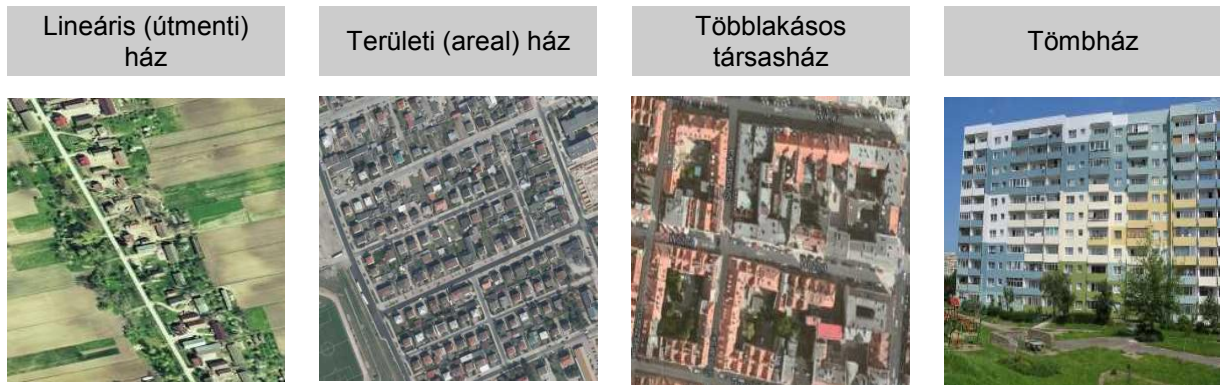 Lineáris (útmenti)
ház
Területi (areal) ház
Többlakásos
társasház
Tömbház